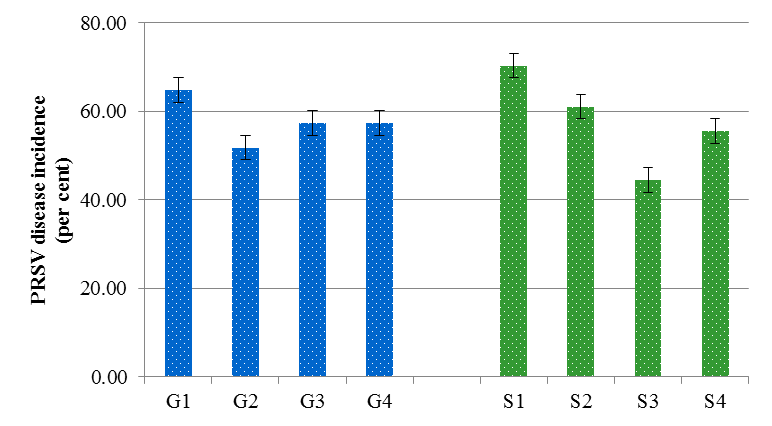 80.00
60.00
40.00
20.00
0.00
PRSV disease incidence
(per cent)
G1 G2 G3 G4 S1 S2 S3 S4